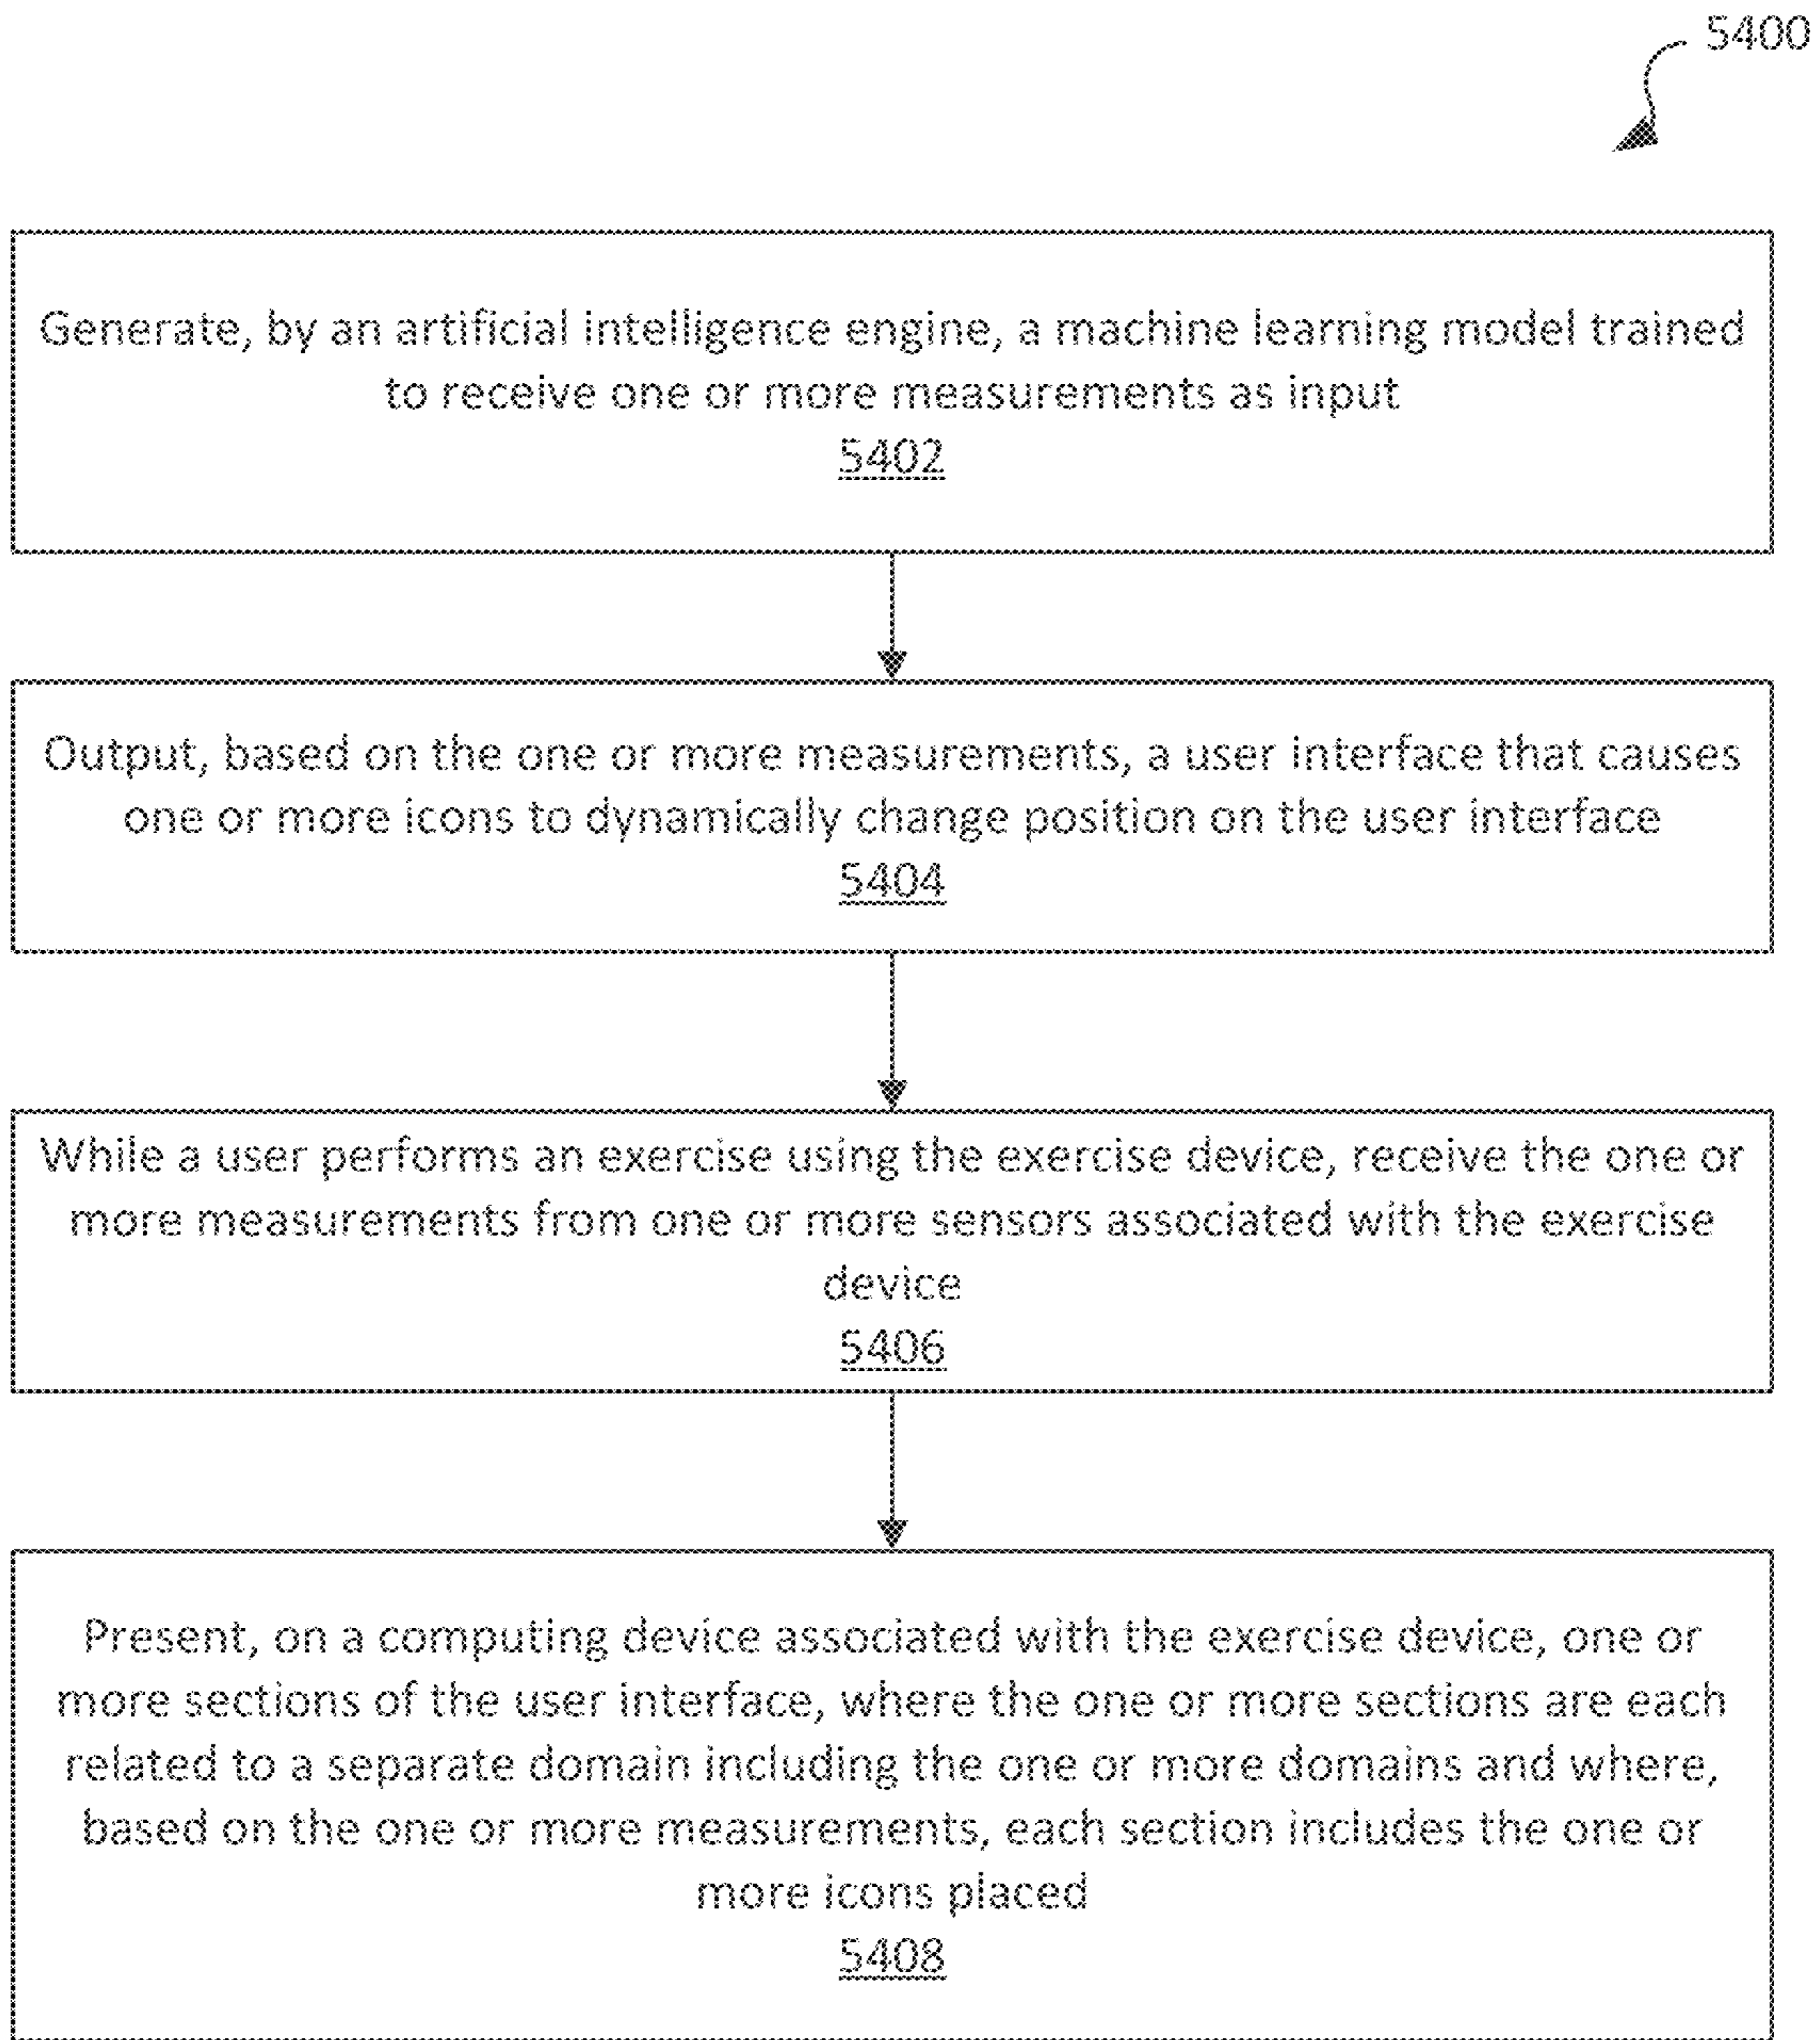 5400
Generate, by an artificial intelligence engine, a machine learning model trained
to receive one or more measurements as input
5402
Output, based on the one or more measurements, a user interface that causes
one or more icons to dynamically change position on the user interface
5404
While a user performs an exercise using the exercise device, receive the one or
more measurements from one or more sensors associated with the exercise
device
5406
Present, on a computing device associated with the exercise device, one or
more sections of the user interface, where the one or more sections are each
related to a separate domain including the one or more domains and where,
based on the one or more measurements, each section includes the one or
more icons placed
5408